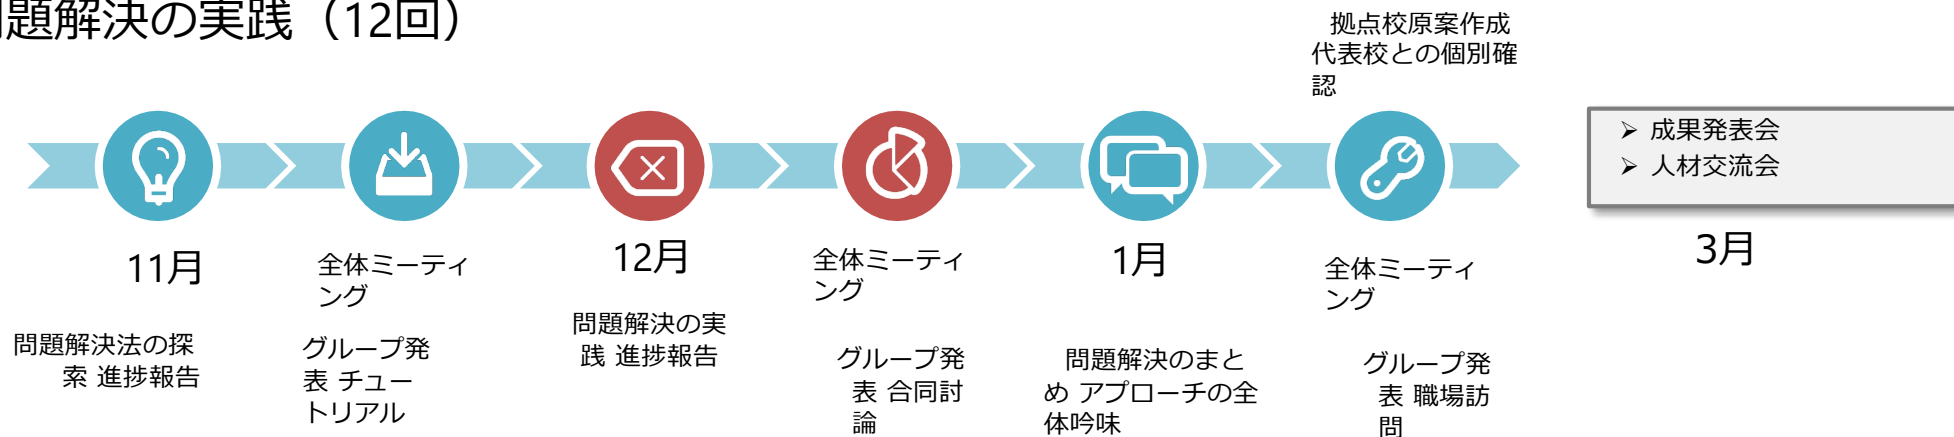 問題解決の実践（12回）
拠点校原案作成
代表校との個別確
認
➢ 成果発表会
➢ 人材交流会
11月
全体ミーティ
ング
12月
全体ミーティ
ング
1月
全体ミーティ
ング
3月
問題解決法の探
索 進捗報告
グループ発
表 チュー
トリアル
問題解決の実
践 進捗報告
グループ発
表 合同討
論
問題解決のまと
め アプローチの全
体吟味
グループ発
表 職場訪
問